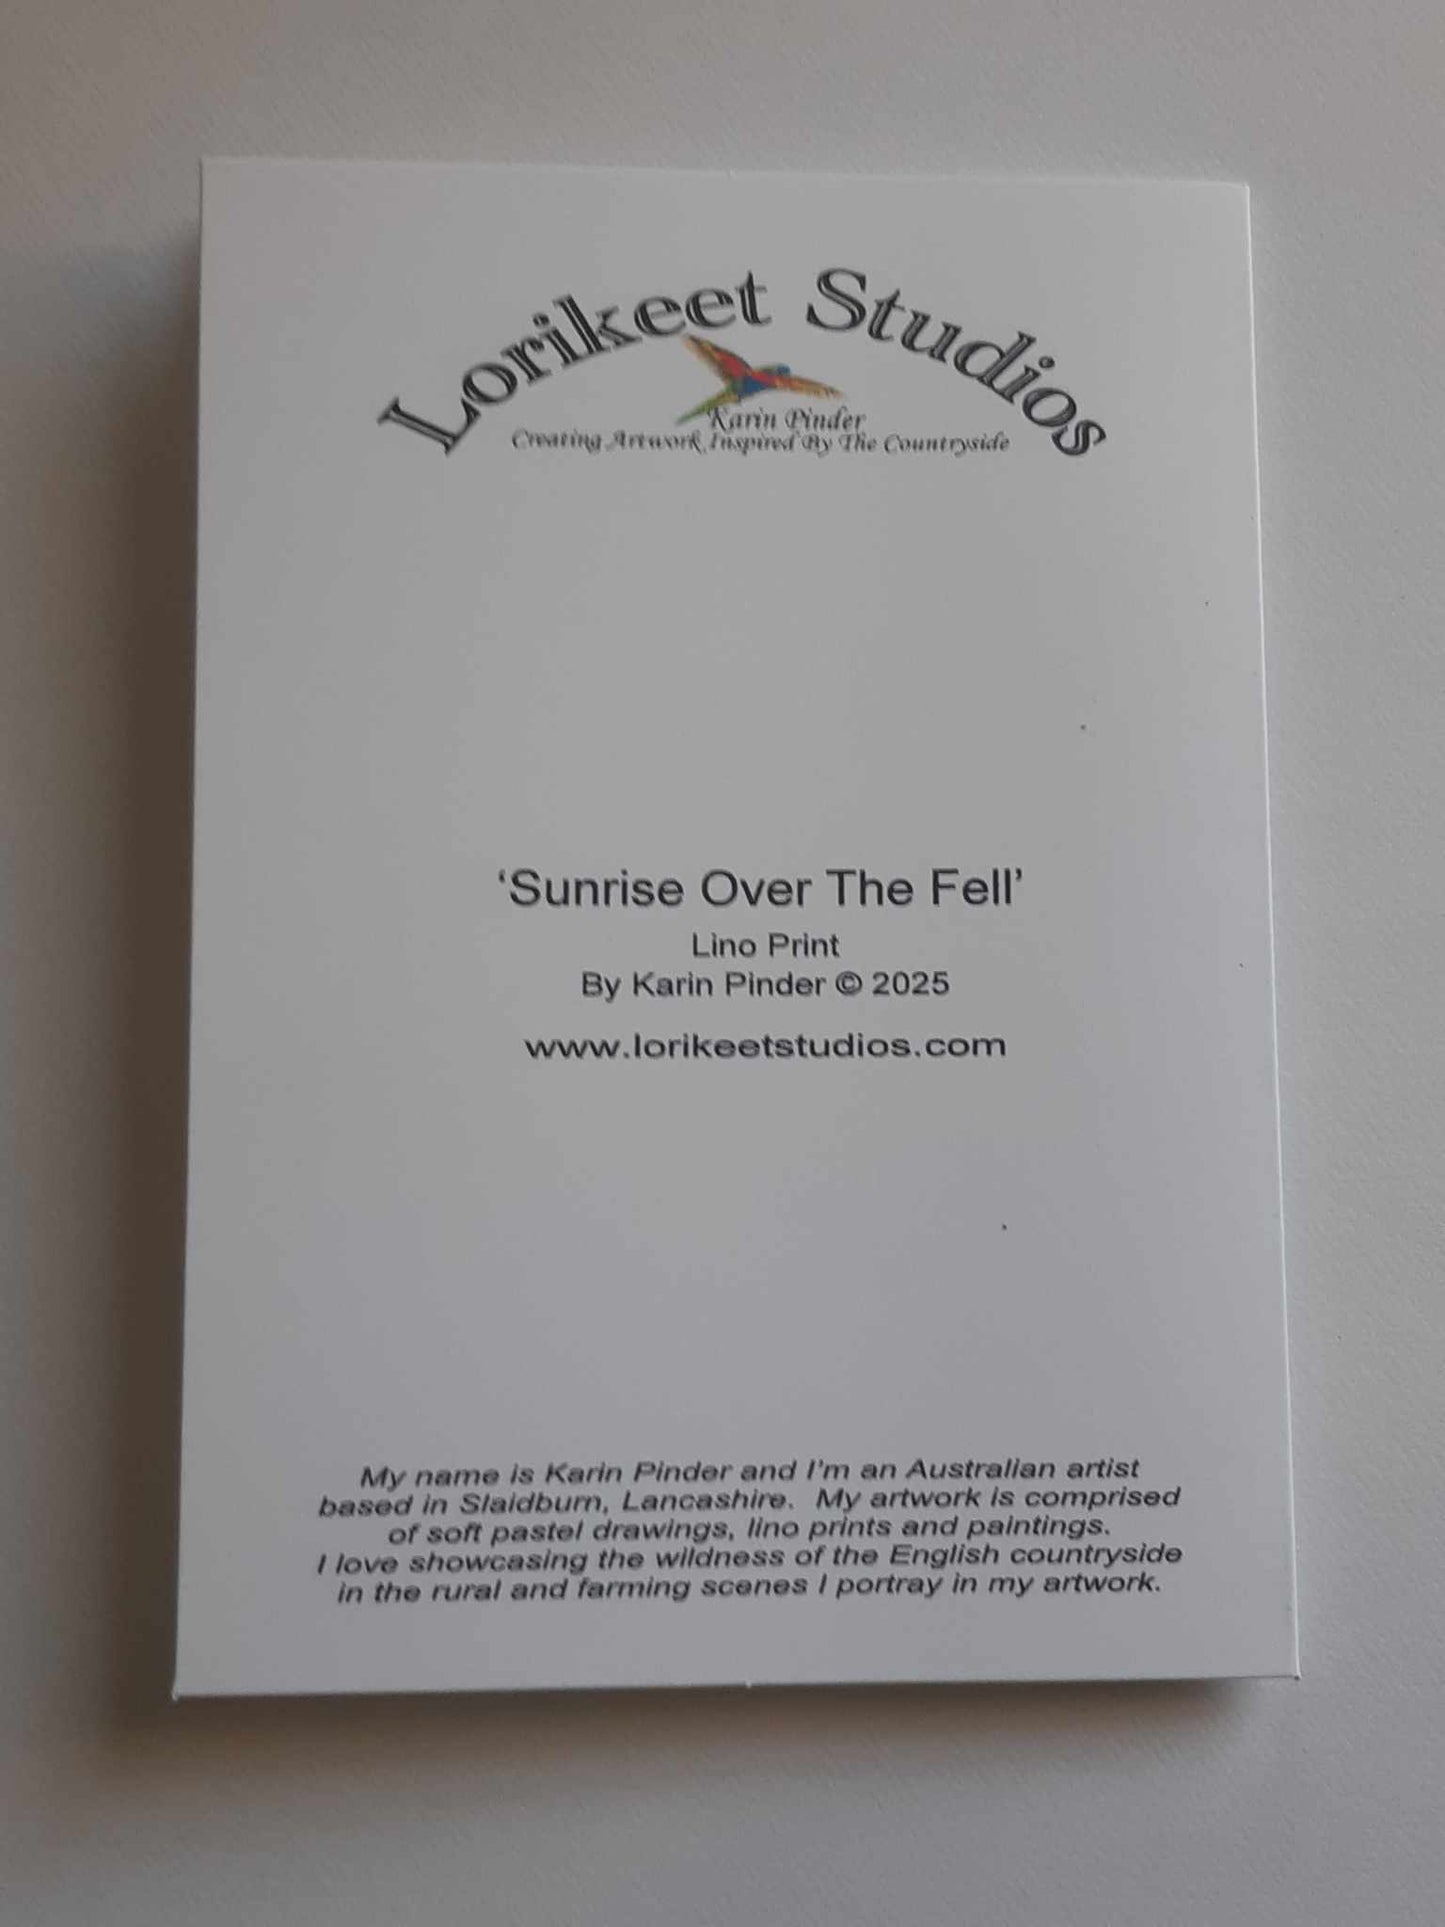 Lorikeet Studios
Karin Pinder
Creating Artwork Inspired By The Countryside
‘Sunrise Over The Fell’
Lino Print
By Karin Pinder © 2025
www.lorikeetstudios.com
My name is Karin Pinder and I'm an Australian artist
based in Slaidburn, Lancashire.  My artwork is comprised
of soft pastel drawings, lino prints and paintings.
I love showcasing the wildness of the English countryside
in the rural and farming scenes I portray in my artwork.